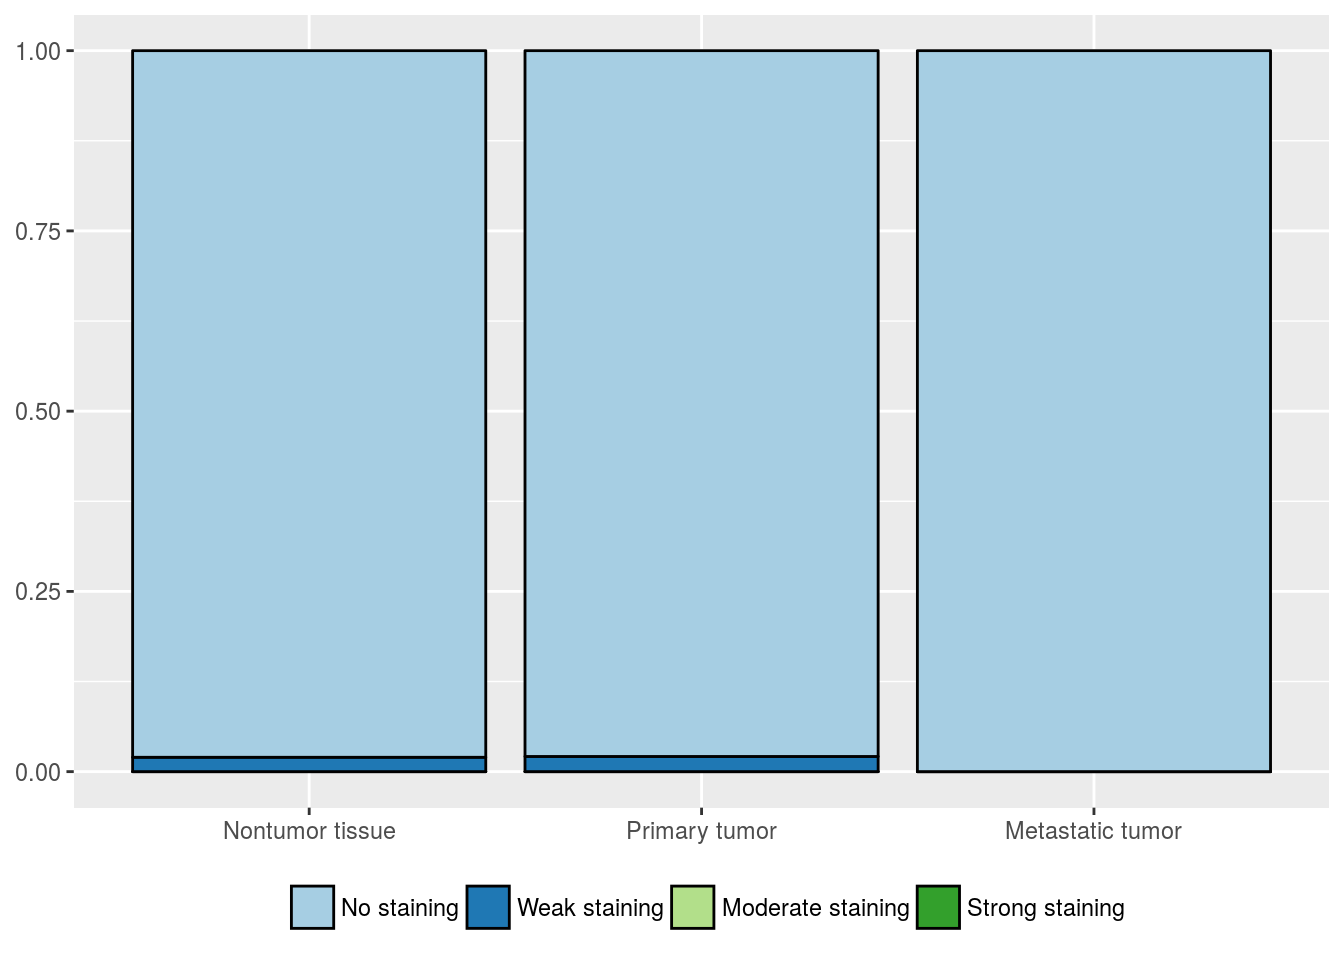 1.00
0.75
0.50
0.25
0.00
Nontumor tissue Primary tumor Metastatic tumor
No staining Weak staining Moderate staining Strong staining